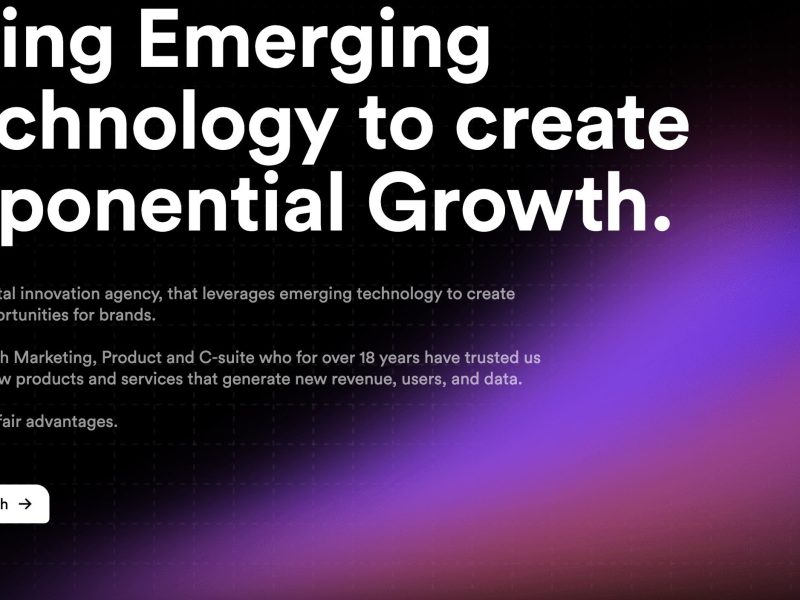 ing Emerging
chnology to create
ponential Growth.
tal innovation agency, that leverages emerging technology to create
ortunities for brands.
h Marketing, Product and C-suite who for over 18 years have trusted us
w products and services that generate new revenue, users, and data.
fair advantages.
h →